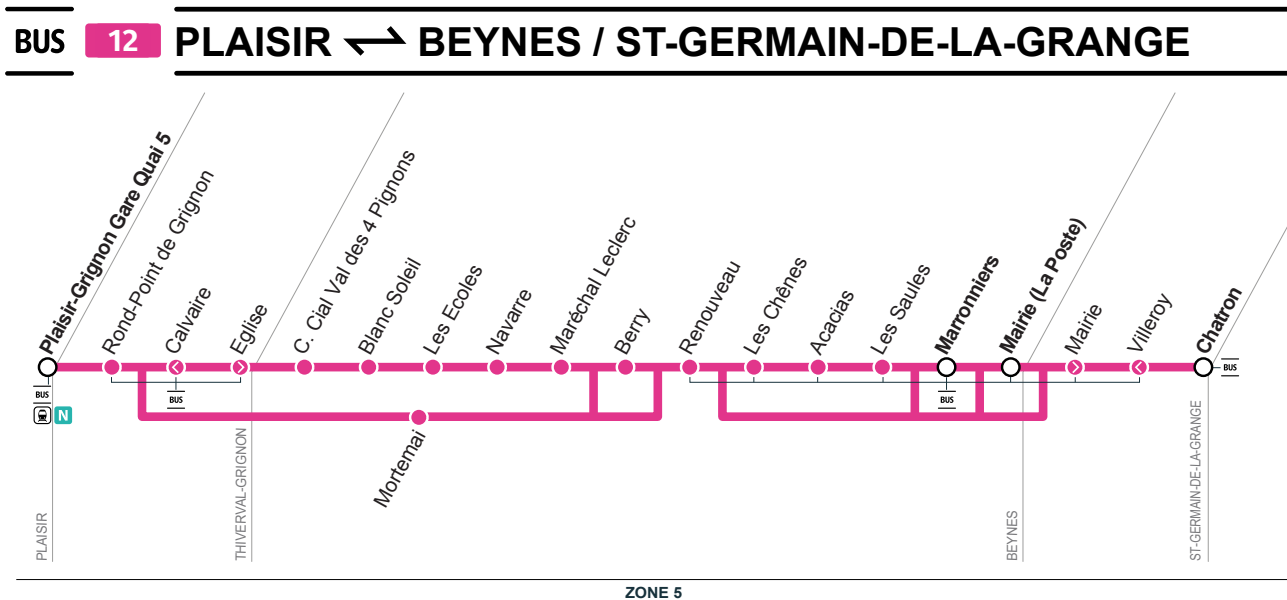 BUS 12 PLAISIR BEYNES / ST-GERMAIN-DE-LA-GRANGE
Plaisir-Grignon Gare Quai 5
Rond-Point de Grignon
Calvaire
Eglise
C. Cial Val des 4 Pignons
Blanc Soleil
Les Ecoles
Navarre
Maréchal Leclerc
Berry
Renouveau
Les Chênes
Acacias
Les Saules
Marronniers
Mairie (La Poste)
Mairie
Villeroy
Chatron
BUS
BUS
BUS
BUS
N
Mortemai
PLAISIR
THIVERVAL-GRIGNON
BEYNES
ST-GERMAIN-DE-LA-GRANGE
ZONE 5